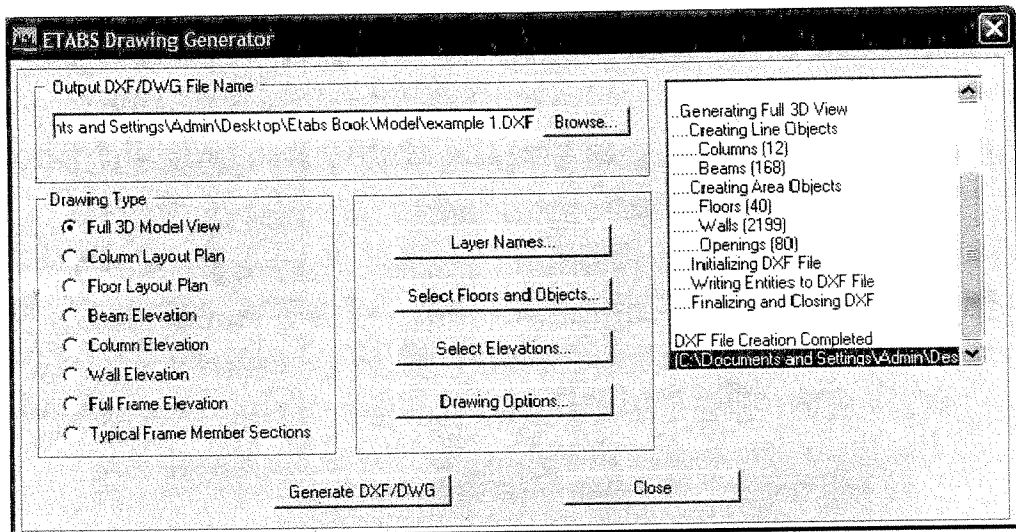 ETABS Drawing Generator
Output DXF/DWG File Name
nts and Settings\Admin\Desktop\Etabs Book\Model\example 1.DXF
Browse...
Drawing Type
Full 3D Model View
Column Layout Plan
Floor Layout Plan
Beam Elevation
Column Elevation
Wall Elevation
Full Frame Elevation
Typical Frame Member Sections
Layer Names...
Select Floors and Objects...
Select Elevations...
Drawing Options...
..Generating Full 3D View
....Creating Line Objects
......Columns (12)
......Beams (168)
....Creating Area Objects
......Floors (40)
......Walls (2199)
......Openings (80)
....Initializing DXF File
....Writing Entities to DXF File
....Finalizing and Closing DXF
DXF File Creation Completed
(C:\Documents and Settings\Admin\Des
Generate DXF/DWG
Close